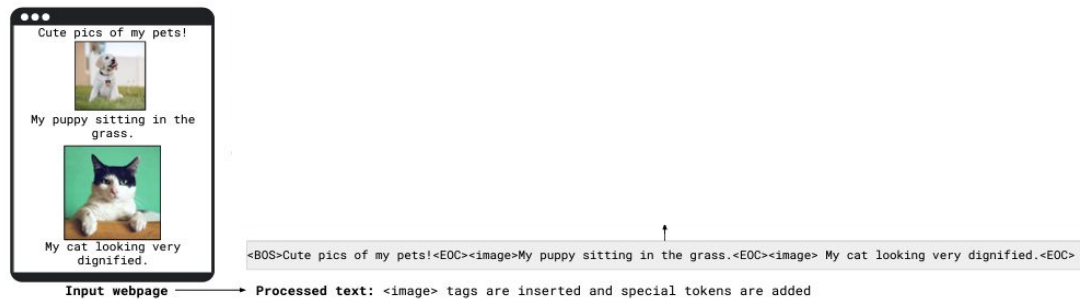 Cute pics of my pets!
My puppy sitting in the
grass.
My cat looking very
dignified.
<BOS>Cute pics of my pets!<EOC><image>My puppy sitting in the grass.<EOC><image> My cat looking very dignified.<EOC>
Input webpage
Processed text: <image> tags are inserted and special tokens are added